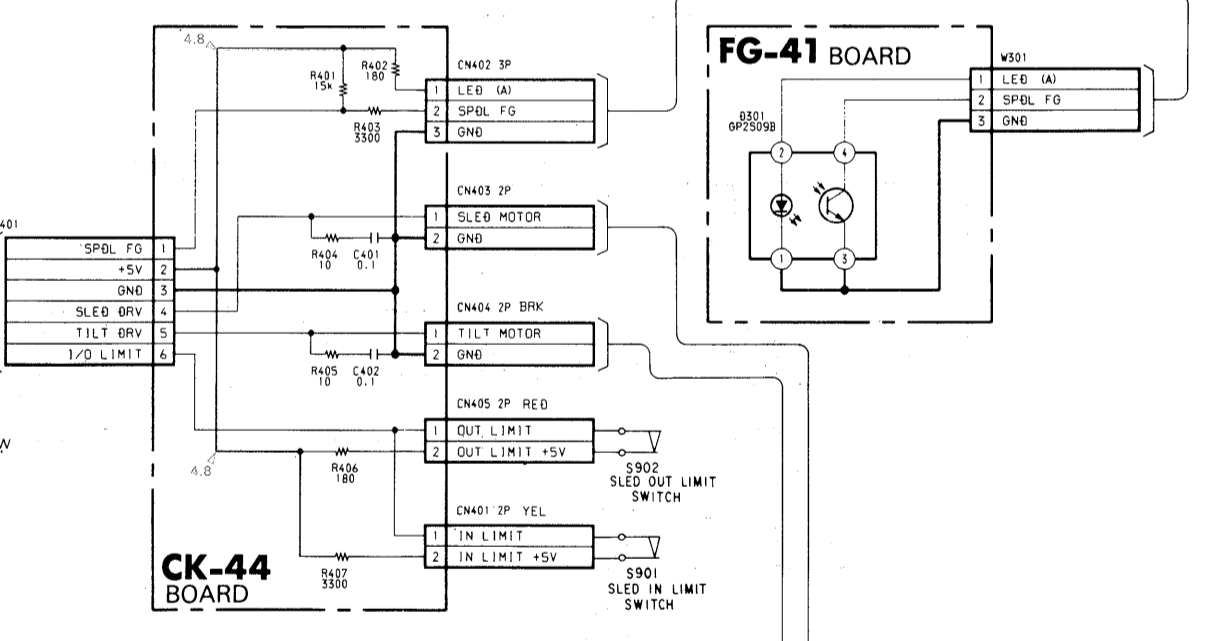 4.8
R401
15k
R402
180
R403
3300
CN402 3P
1 LED (A)
2 SPDL FG
3 GND
CN403 2P
1 SLED MOTOR
2 GND
R404
10
C401
0.1
401
SPDL FG 1
+5V 2
GND 3
SLED DRV 4
TILT DRV 5
I/O LIMIT 6
CN404 2P BRK
1 TILT MOTOR
2 GND
R405
10
C402
0.1
CN405 2P RED
1 OUT LIMIT
2 OUT LIMIT +5V
4.8
R406
180
S902
SLED OUT LIMIT
SWITCH
CN401 2P YEL
1 IN LIMIT
2 IN LIMIT +5V
R407
3300
S901
SLED IN LIMIT
SWITCH
CK-44
BOARD
FG-41 BOARD
W301
1 LED (A)
2 SPDL FG
3 GND
D301
GP2S09B
2 4
1 3